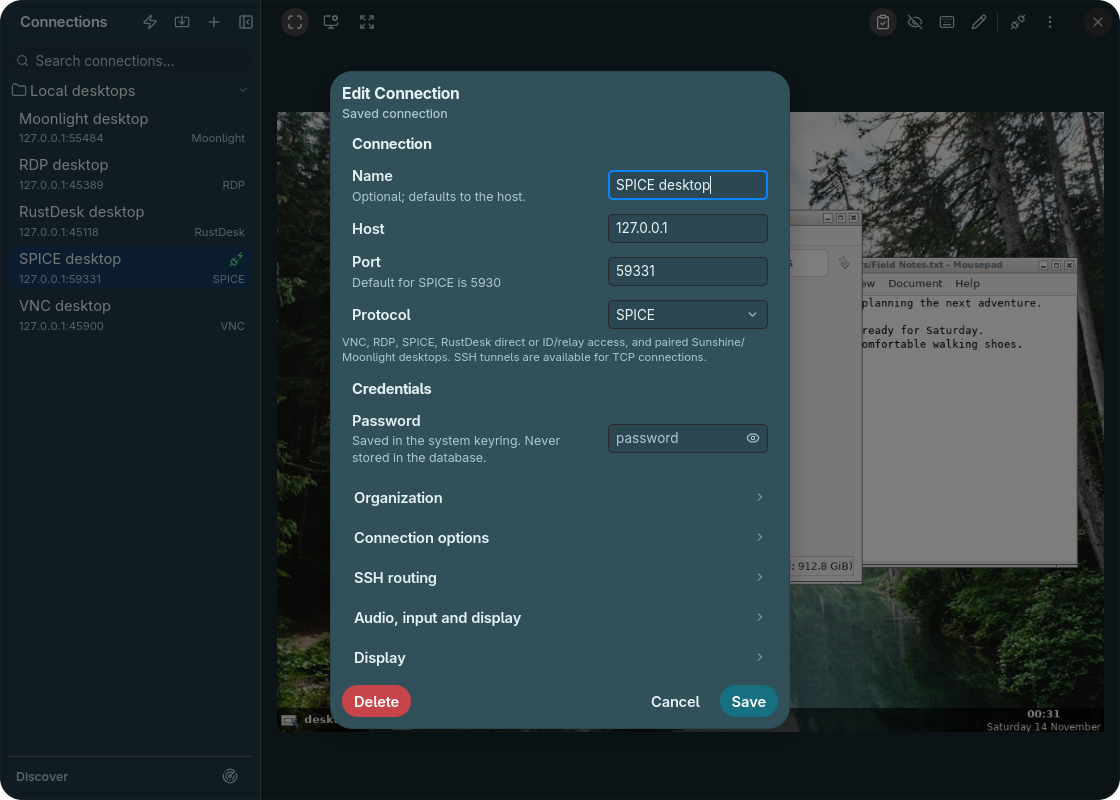 Connections
Search connections...
Local desktops
Moonlight desktop
127.0.0.1:55484
Moonlight
RDP desktop
127.0.0.1:45389
RDP
RustDesk desktop
127.0.0.1:45118
RustDesk
SPICE desktop
127.0.0.1:59331
SPICE
VNC desktop
127.0.0.1:45900
VNC
Discover
Edit Connection
Saved connection
Connection
Name
Optional; defaults to the host.
SPICE desktop
Host
127.0.0.1
Port
Default for SPICE is 5930
59331
Protocol
SPICE
VNC, RDP, SPICE, RustDesk direct or ID/relay access, and paired Sunshine/
Moonlight desktops. SSH tunnels are available for TCP connections.
Credentials
Password
Saved in the system keyring. Never
stored in the database.
password
Organization
Connection options
SSH routing
Audio, input and display
Display
Delete
Cancel
Save
s/Field Notes.txt - Mousepad
ew Document Help
planning the next adventure.
ready for Saturday.
omfortable walking shoes.
: 912.8 GiB)
desk
00:31
Saturday 14 November